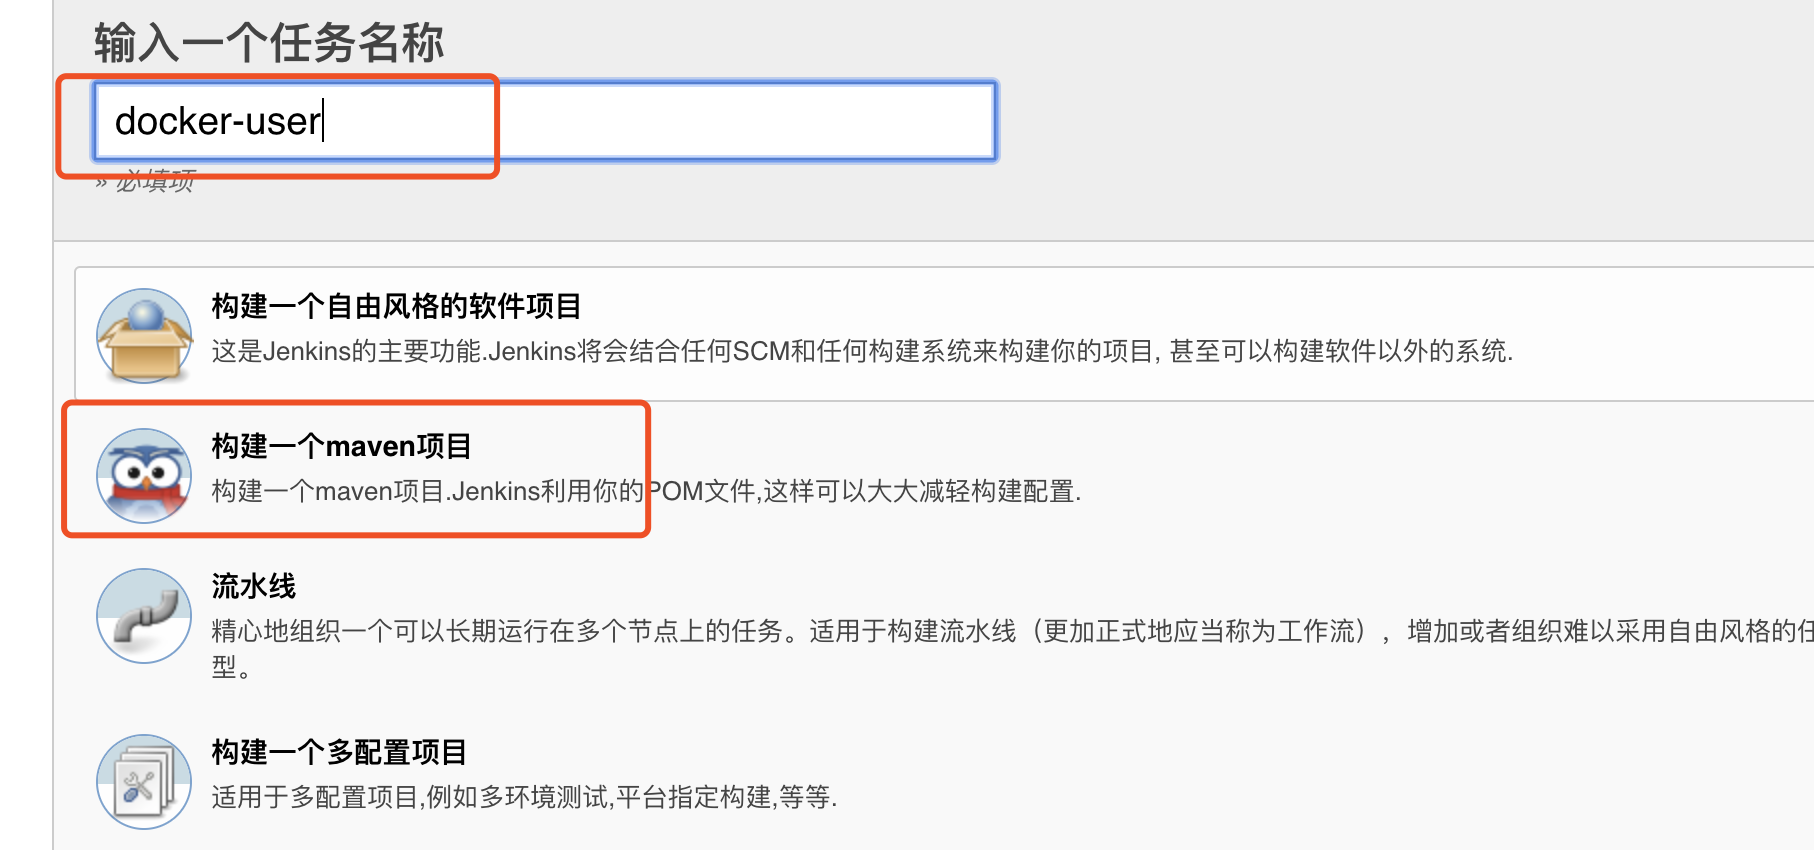 输入一个任务名称
docker-user
» 必填项
构建一个自由风格的软件项目
这是Jenkins的主要功能.Jenkins将会结合任何SCM和任何构建系统来构建你的项目, 甚至可以构建软件以外的系统.
构建一个maven项目
构建一个maven项目.Jenkins利用你的POM文件,这样可以大大减轻构建配置.
流水线
精心地组织一个可以长期运行在多个节点上的任务。适用于构建流水线（更加正式地应当称为工作流），增加或者组织难以采用自由风格的任
型。
构建一个多配置项目
适用于多配置项目,例如多环境测试,平台指定构建,等等.